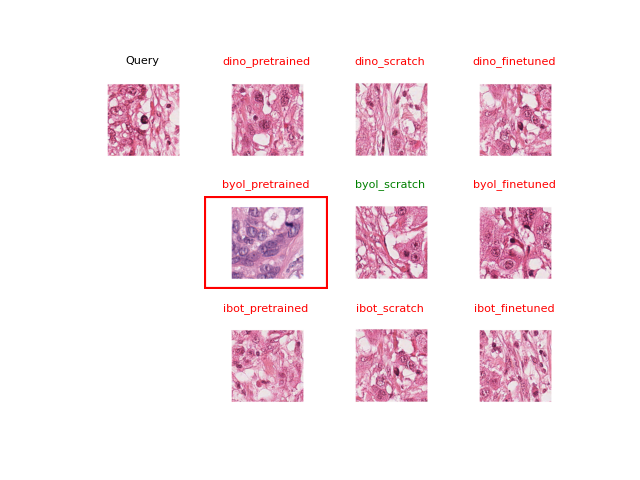 Query dino_pretrained dino_scratch dino_finetuned
byol_pretrained byol_scratch byol_finetuned
ibot_pretrained ibot_scratch ibot_finetuned